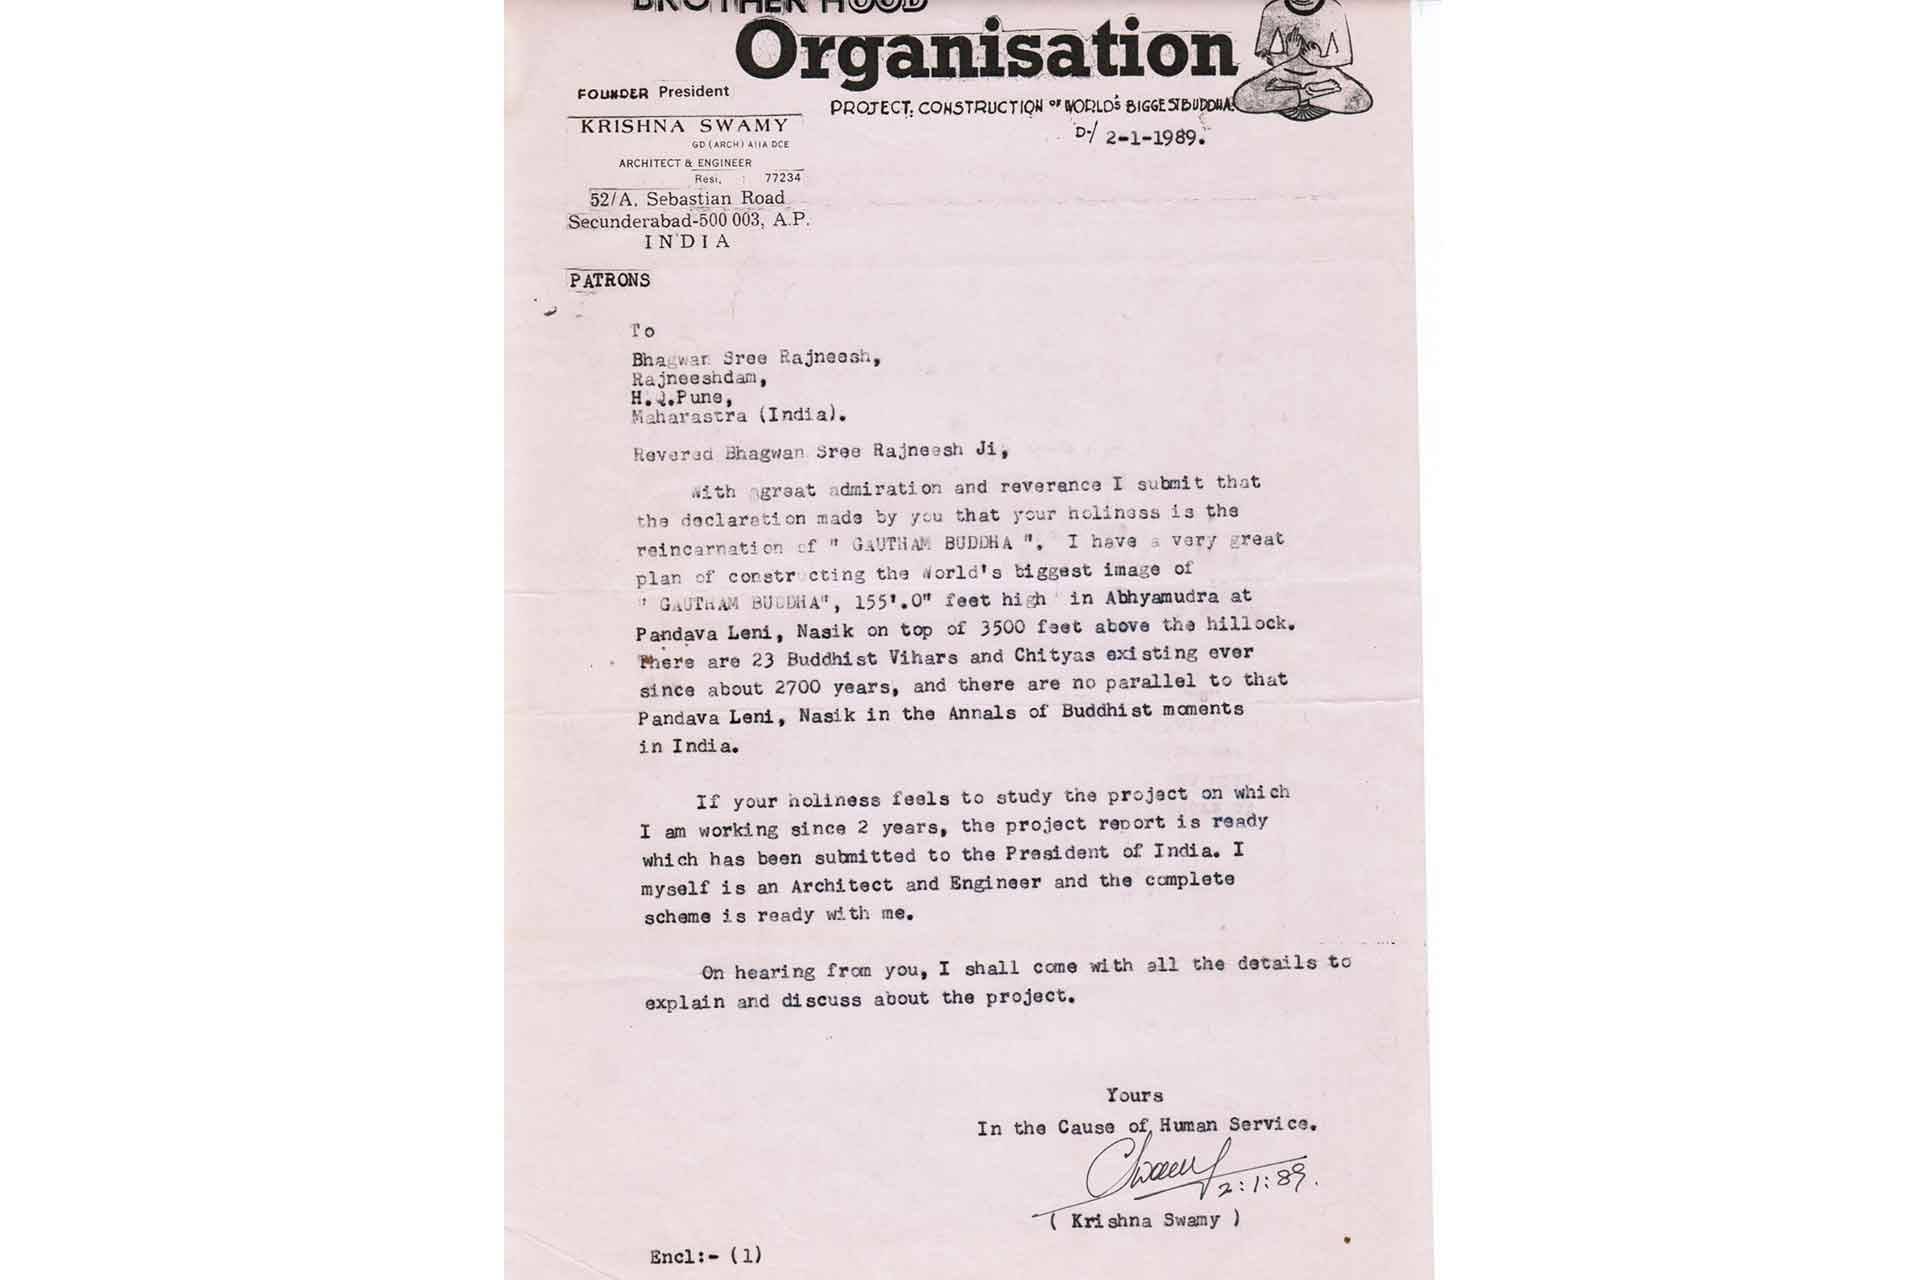 BROTHER HOOD
Organisation
FOUNDER President
PROJECT: CONSTRUCTION OF WORLD'S BIGGEST BUDDHA.
KRISHNA SWAMY
GD (ARCH) AIIA DCE
D-/ 2-1-1989.
ARCHITECT & ENGINEER
Resi, : 77234
52/A, Sebastian Road
Secunderabad-500 003, A.P.
INDIA
PATRONS
To
Bhagwan Sree Rajneesh,
Rajneeshdam,
H.Q.Pune,
Maharastra (India).
Revered Bhagwan Sree Rajneesh Ji,
With great admiration and reverance I submit that
the declaration made by you that your holiness is the
reincarnation of " GAUTHAM BUDDHA ". I have a very great
plan of constructing the World's biggest image of
" GAUTHAM BUDDHA", 155'.0" feet high in Abhyamudra at
Pandava Leni, Nasik on top of 3500 feet above the hillock.
There are 23 Buddhist Vihars and Chityas existing ever
since about 2700 years, and there are no parallel to that
Pandava Leni, Nasik in the Annals of Buddhist moments
in India.
If your holiness feels to study the project on which
I am working since 2 years, the project report is ready
which has been submitted to the President of India. I
myself is an Architect and Engineer and the complete
scheme is ready with me.
On hearing from you, I shall come with all the details to
explain and discuss about the project.
Yours
In the Cause of Human Service.
Swamy
2:1:89.
( Krishna Swamy )
Encl:- (1)